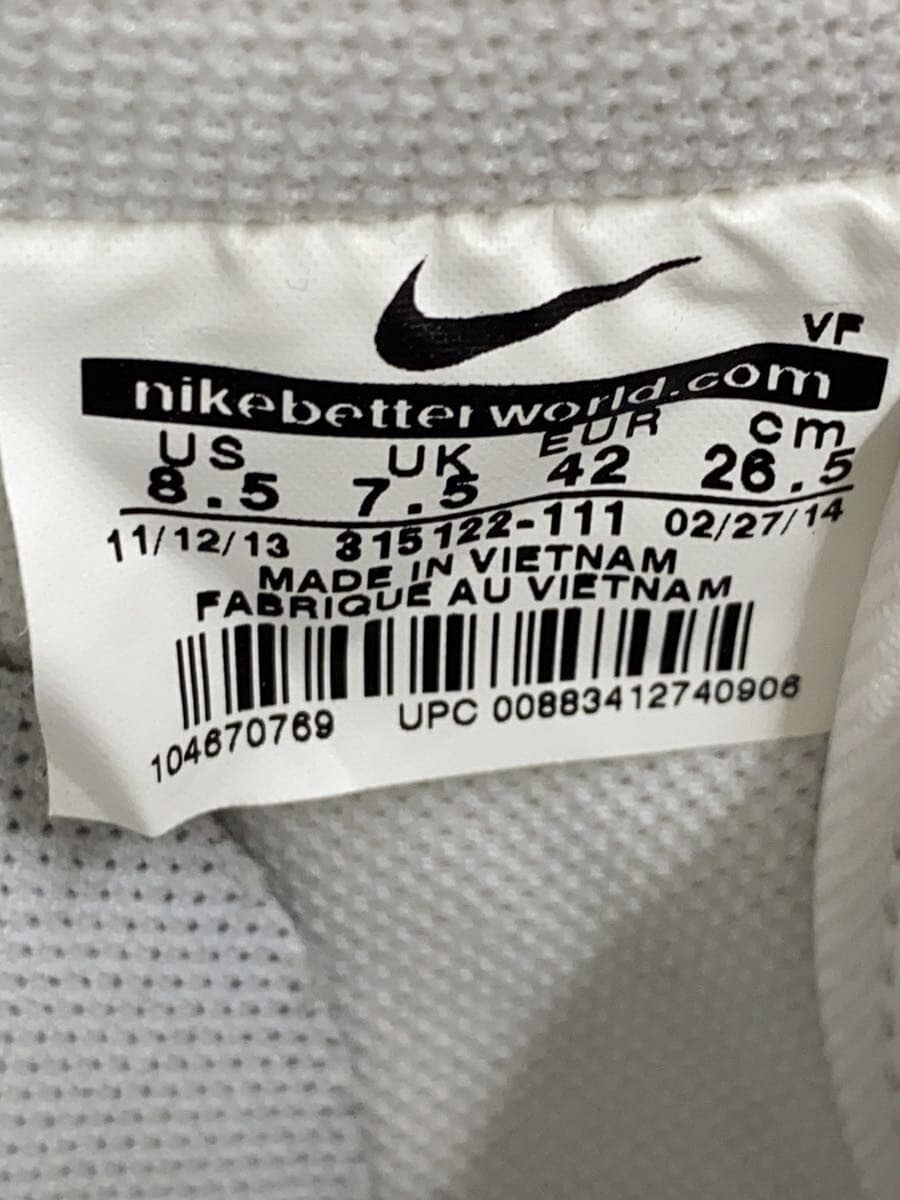 VF
nikebetterworld.com
US UK EUR cm
8.5 7.5 42 26.5
11/12/13 315122-111 02/27/14
MADE IN VIETNAM
FABRIQUE AU VIETNAM
104670769 UPC 00883412740906